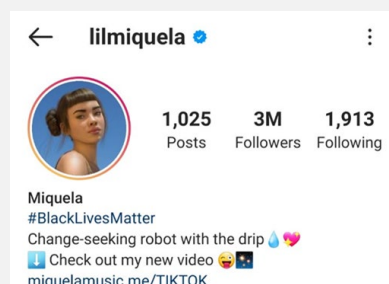 lilmiquela
1,025 3M 1,913
Posts Followers Following
Miquela
#BlackLivesMatter
Change-seeking robot with the drip💧💖
⬇️ Check out my new video 😜🎇
miquelamusic.me/TIKTOK